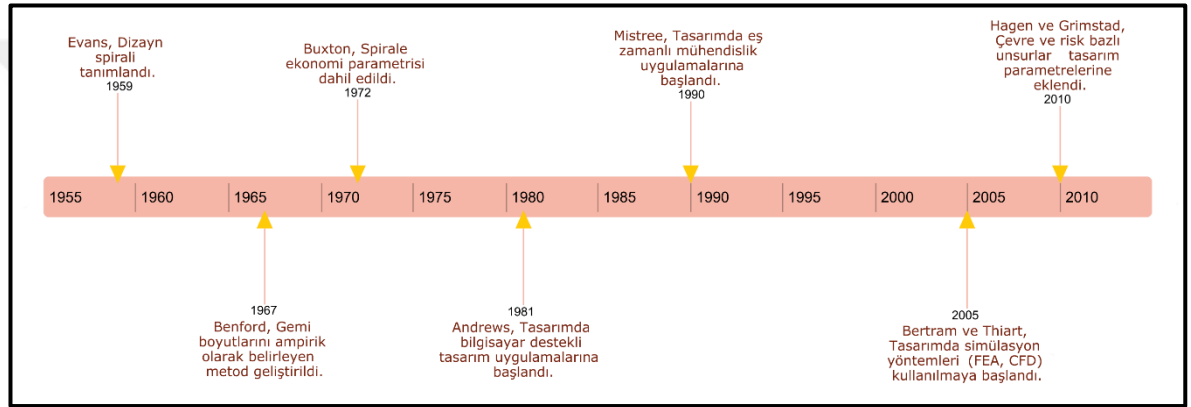 Evans, Dizayn
spirali
tanımlandı.
1959
Buxton, Spirale
ekonomi parametrisi
dahil edildi.
1972
Mistree, Tasarımda eş
zamanlı mühendislik
uygulamalarına
başlandı.
1990
Hagen ve Grimstad,
Çevre ve risk bazlı
unsurlar tasarım
parametrelerine
eklendi.
2010
1955 1960 1965 1970 1975 1980 1985 1990 1995 2000 2005 2010
1967
Benford, Gemi
boyutlarını ampirik
olarak belirleyen
metod geliştirildi.
1981
Andrews, Tasarımda
bilgisayar destekli
tasarım uygulamalarına
başlandı.
2005
Bertram ve Thiart,
Tasarımda simülasyon
yöntemleri (FEA, CFD)
kullanılmaya başlandı.